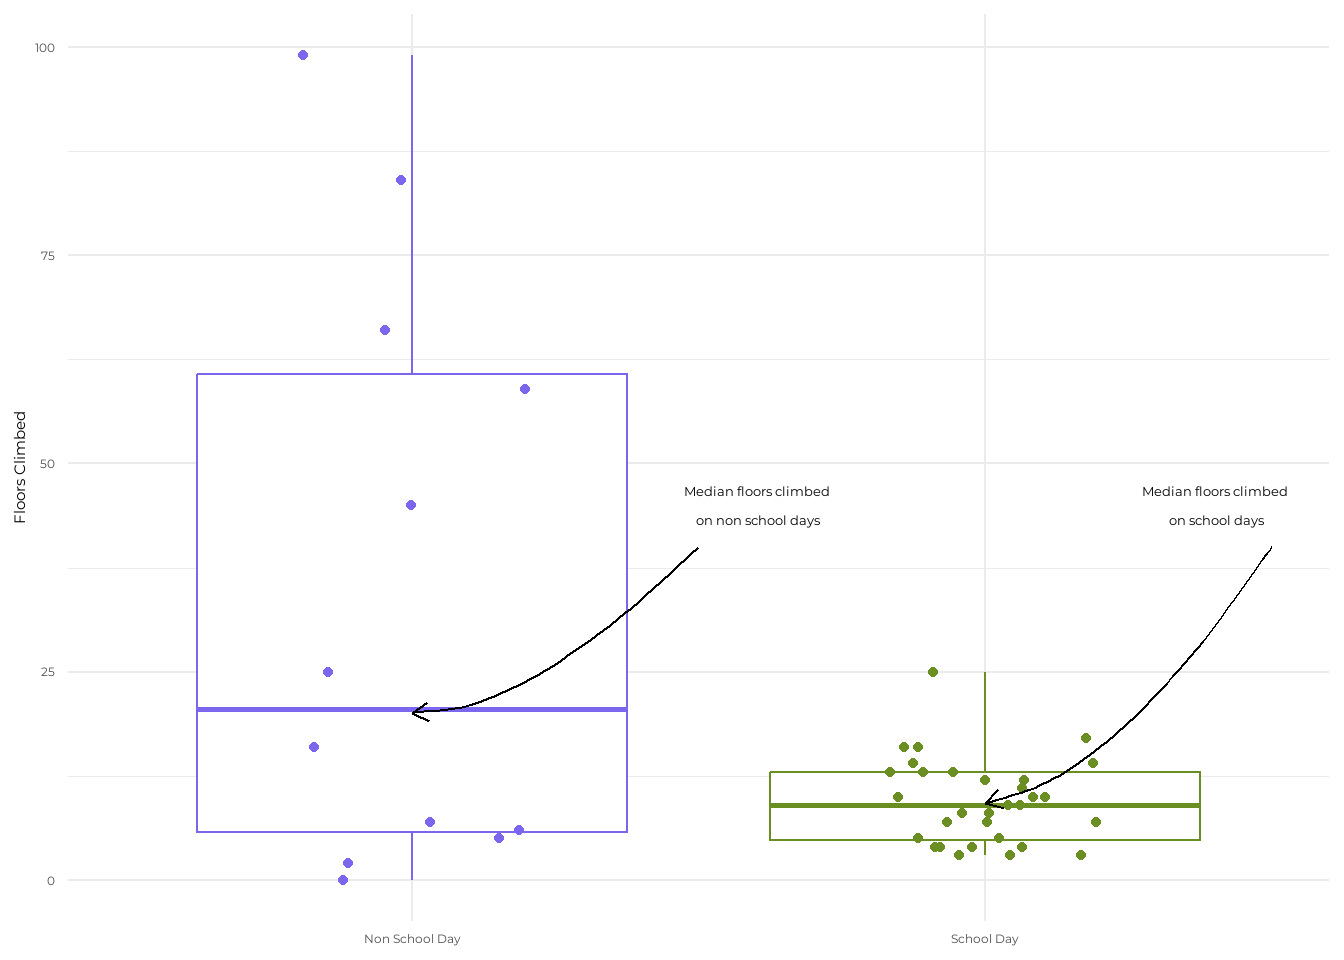 100
75
50
25
0
Floors Climbed
Median floors climbed
on non school days
Median floors climbed
on school days
Non School Day
School Day